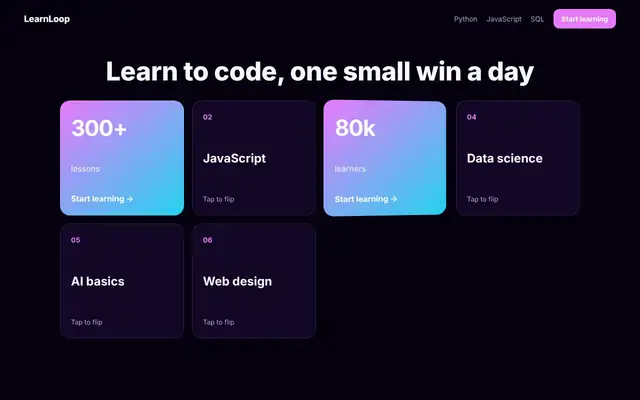 LearnLoop
Python JavaScript SQL Start learning
Learn to code, one small win a day
300+
lessons
Start learning →
02
JavaScript
Tap to flip
80k
learners
Start learning →
04
Data science
Tap to flip
05
AI basics
Tap to flip
06
Web design
Tap to flip